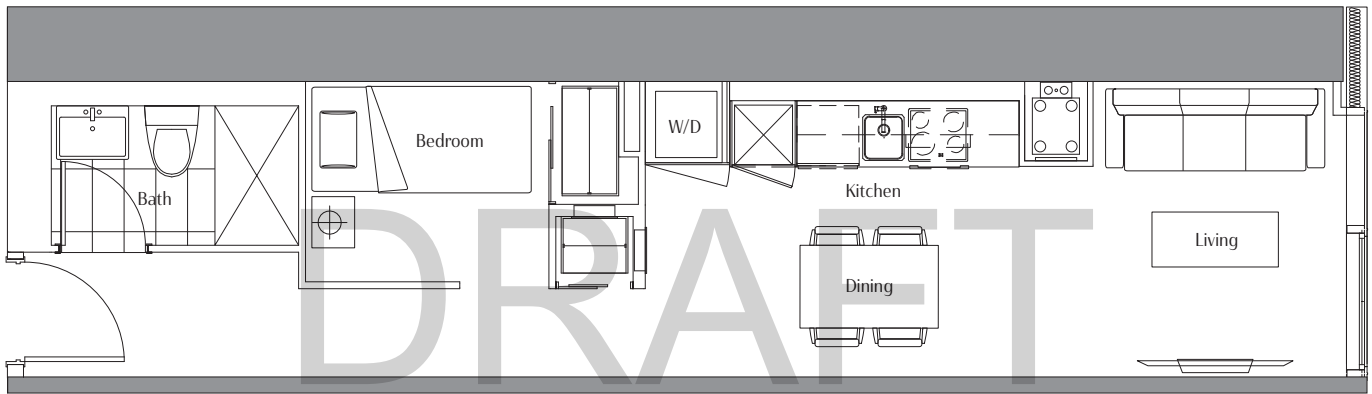 W/D
Bedroom
Kitchen
Bath
Living
Dining
DRAFT